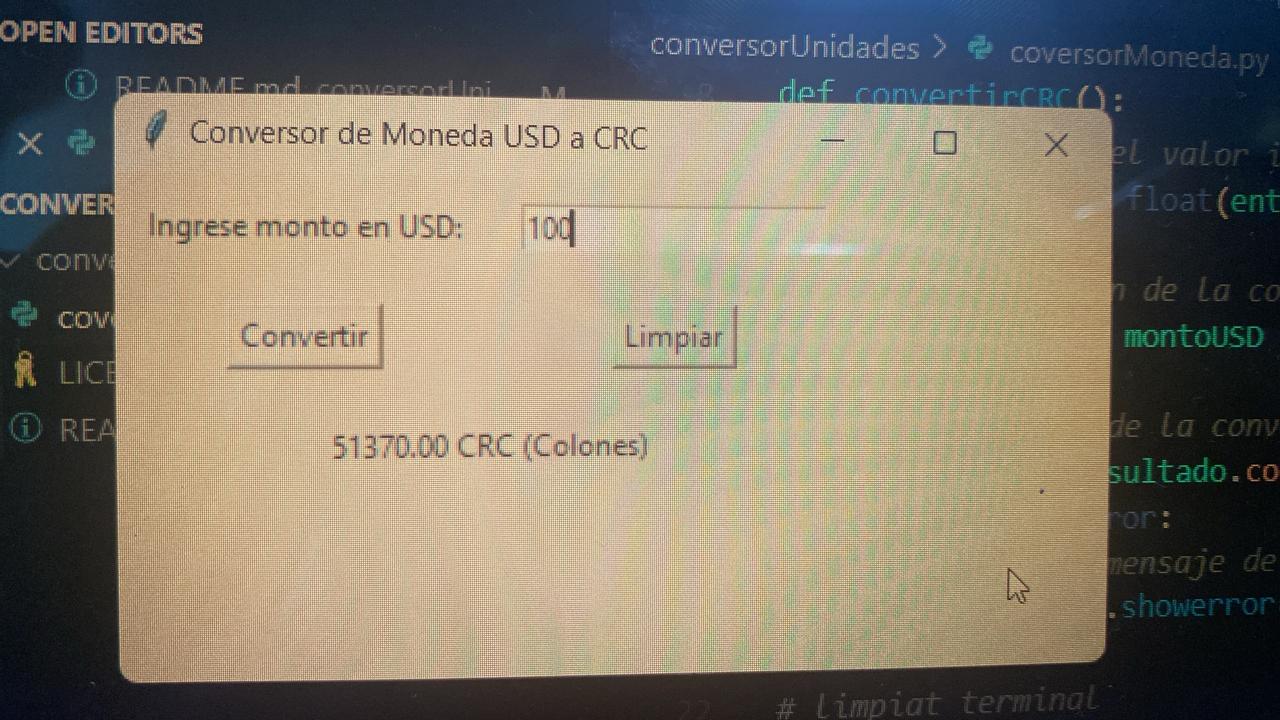 OPEN EDITORS
README.md conversorUni... M
conversorUnidades > coversorMoneda.py
def convertirCRC():
Conversor de Moneda USD a CRC
el valor i
CONVER
Ingrese monto en USD: 100
float(ent
conve
n de la co
cov
Convertir
Limpiar
montoUSD
LICE
REA
51370.00 CRC (Colones)
de la conv
sultado.co
ror:
mensaje de
.showerror
22 # Limpiat terminal